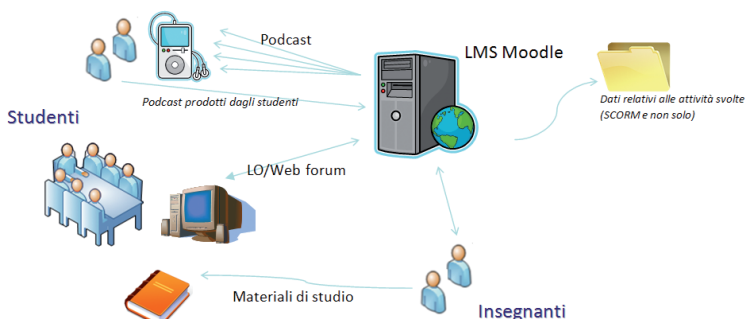 Podcast
LMS Moodle
Podcast prodotti dagli studenti
Dati relativi alle attività svolte
(SCORM e non solo)
Studenti
LO/Web forum
Materiali di studio
Insegnanti